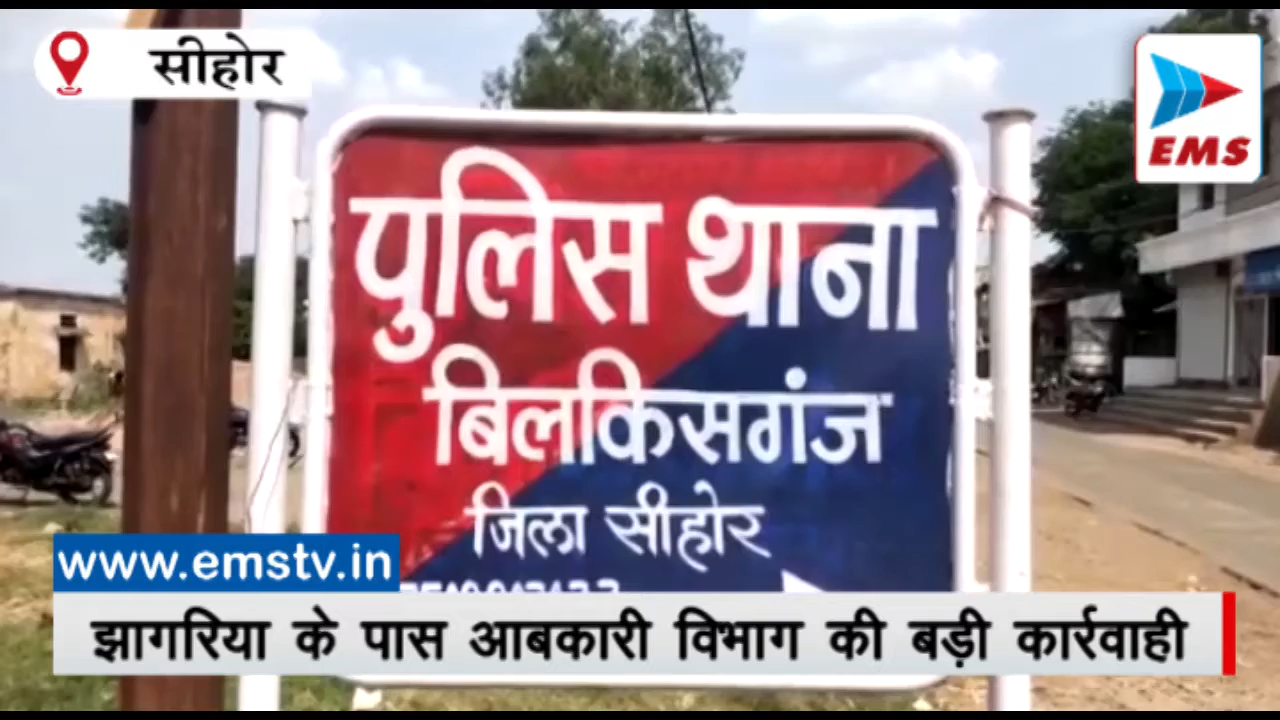 सीहोर
EMS
पुलिस थाना
बिलकिसगंज
जिला सीहोर
www.emstv.in
झागरिया के पास आबकारी विभाग की बड़ी कार्रवाही